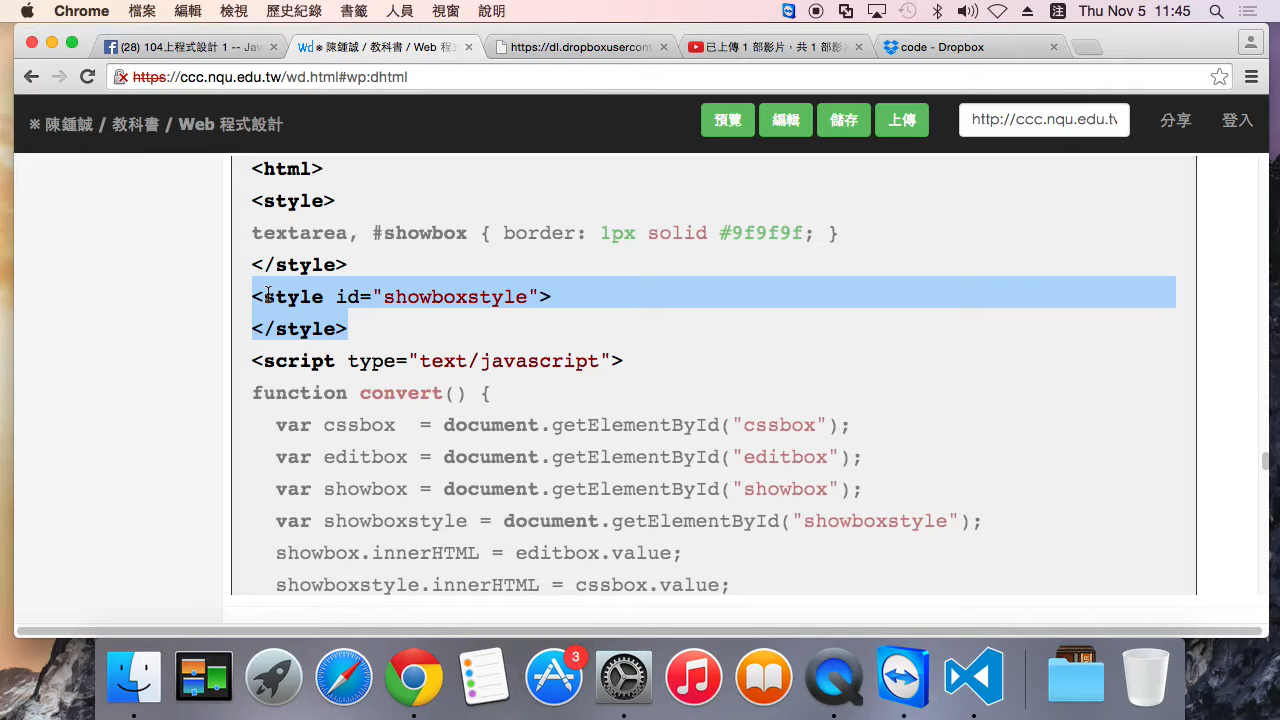 Chrome 檔案 編輯 檢視 歷史紀錄 書籤 人員 視窗 說明 注 Thu Nov 5 11:45
(28) 104上程式設計 1 -- Java
Wd ※ 陳鍾誠 / 教科書 / Web 程式
https://dl.dropboxusercont
已上傳 1 部影片，共 1 部影片
code - Dropbox
https://ccc.nqu.edu.tw/wd.html#wp:dhtml
※ 陳鍾誠 / 教科書 / Web 程式設計 預覽 編輯 儲存 上傳 http://ccc.nqu.edu.tw 分享 登入
<html>
<style>
textarea, #showbox { border: 1px solid #9f9f9f; }
</style>
<style id="showboxstyle">
</style>
<script type="text/javascript">
function convert() {
var cssbox = document.getElementById("cssbox");
var editbox = document.getElementById("editbox");
var showbox = document.getElementById("showbox");
var showboxstyle = document.getElementById("showboxstyle");
showbox.innerHTML = editbox.value;
showboxstyle.innerHTML = cssbox.value;
3